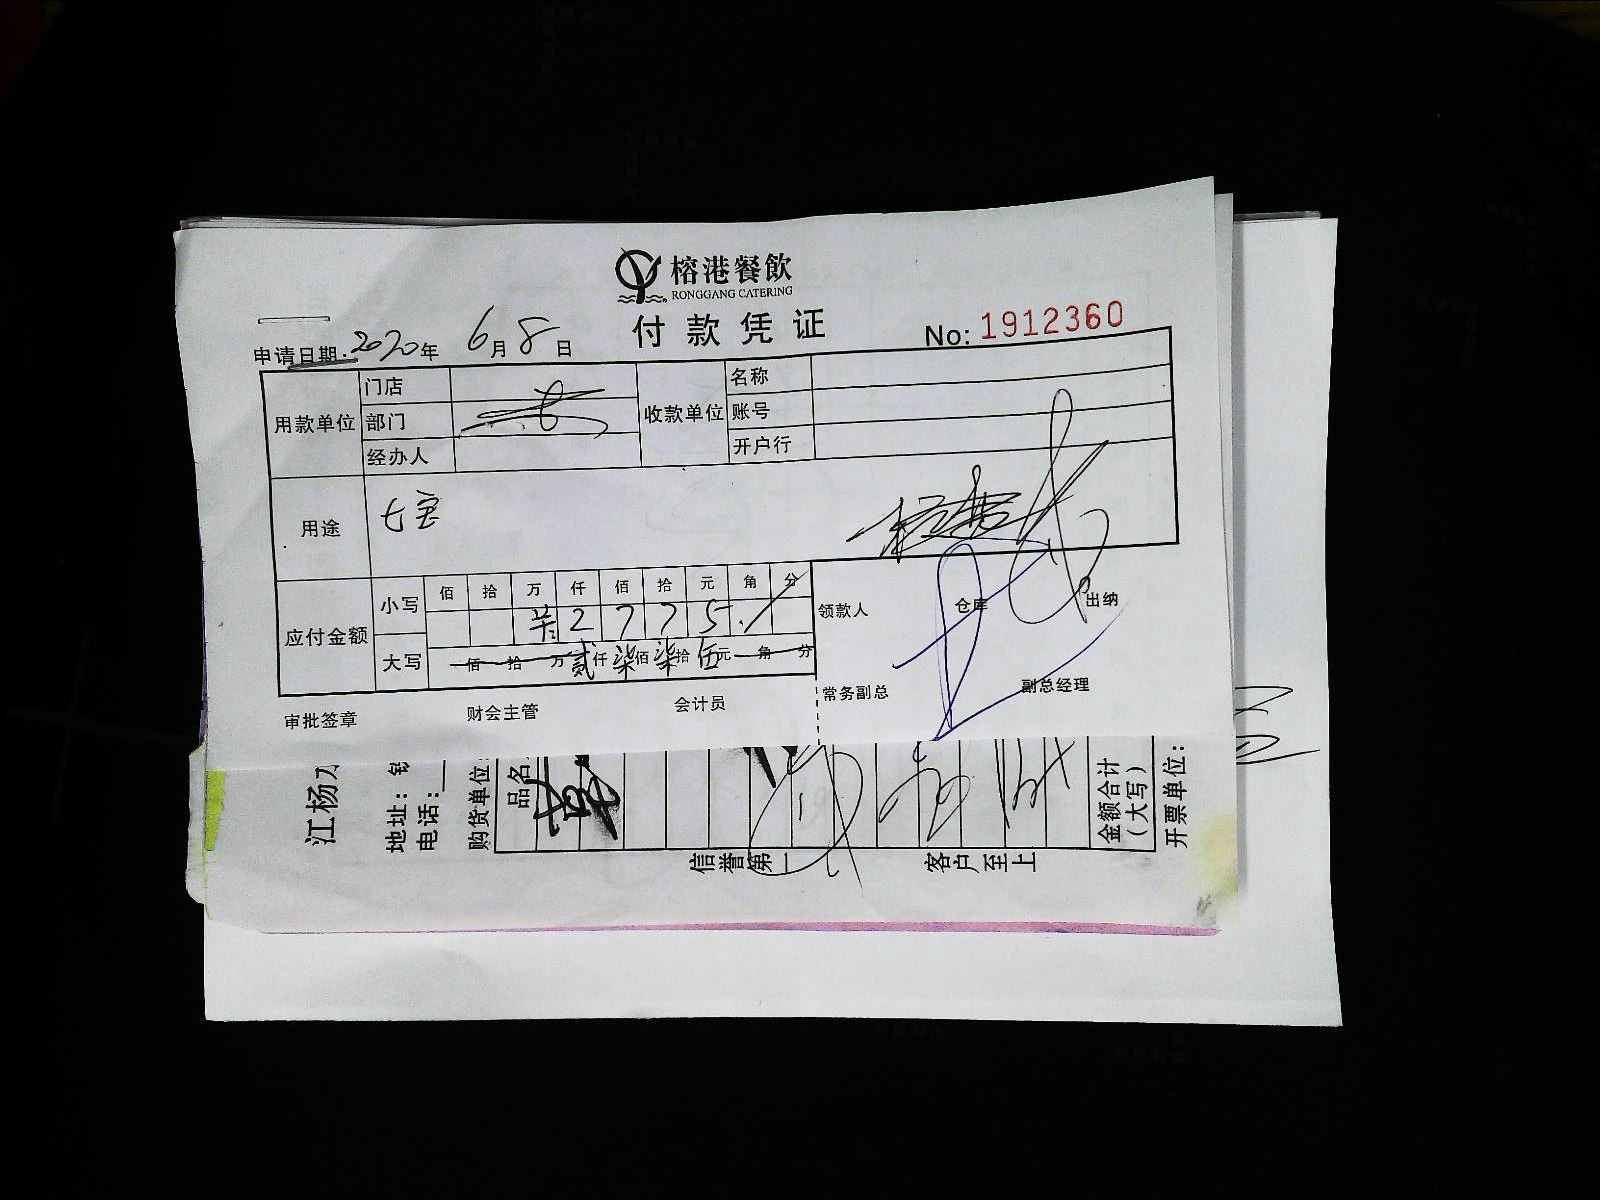 榕港餐飲
RONGGANG CATERING
付款凭证
No: 1912360
申请日期: 2020年 6月 8日
用款单位 门店 收款单位 名称
部门 账号
经办人 开户行
用途 七宝
应付金额 小写 佰 拾 万 仟 佰 拾 元 角 分
2 7 7 5
大写 佰 拾 万 贰仟 柒佰 柒拾 伍元 角 分
领款人 仓库 出纳
常务副总 副总经理
审批签章 财会主管 会计员
江杨
地址:
电话:
购货单位:
品名
金额合计
(大写)
开票单位:
信誉第一 客户至上